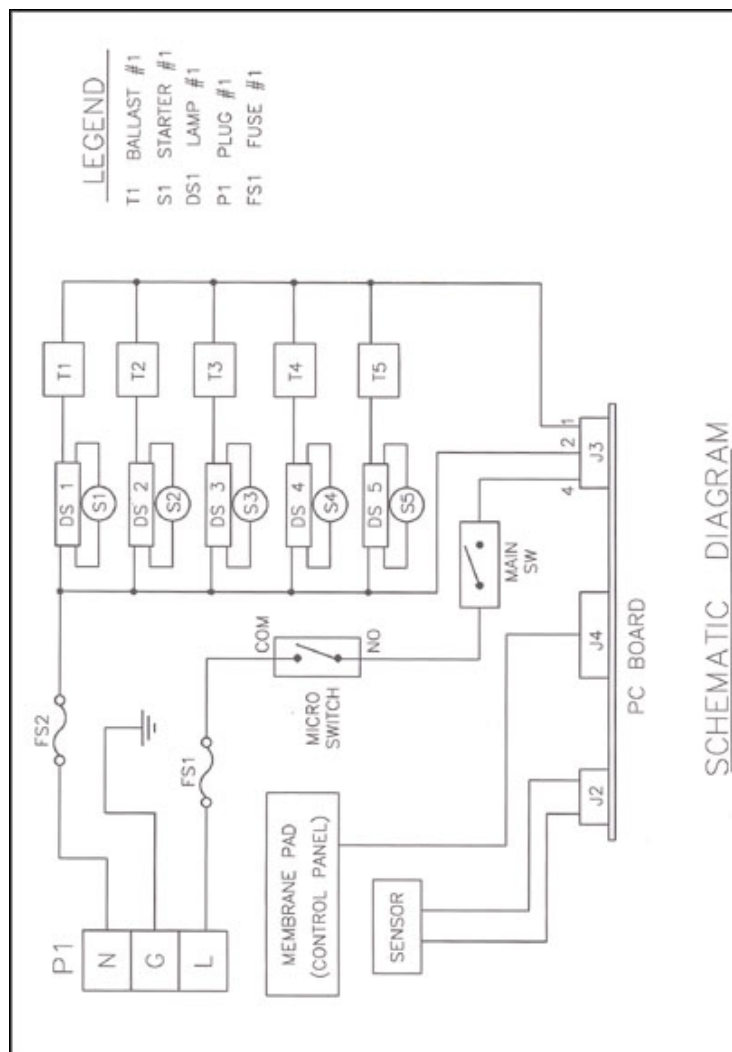 LEGEND
T1 BALLAST #1
S1 STARTER #1
DS1 LAMP #1
P1 PLUG #1
FS1 FUSE #1
P1
N
G
L
FS2
FS1
COM
NO
MICRO
SWITCH
MAIN
SW
DS 1
S1
T1
DS 2
S2
T2
DS 3
S3
T3
DS 4
S4
T4
DS 5
S5
T5
MEMBRANE PAD
(CONTROL PANEL)
SENSOR
4
2
1
J2
J4
J3
PC BOARD
SCHEMATIC DIAGRAM